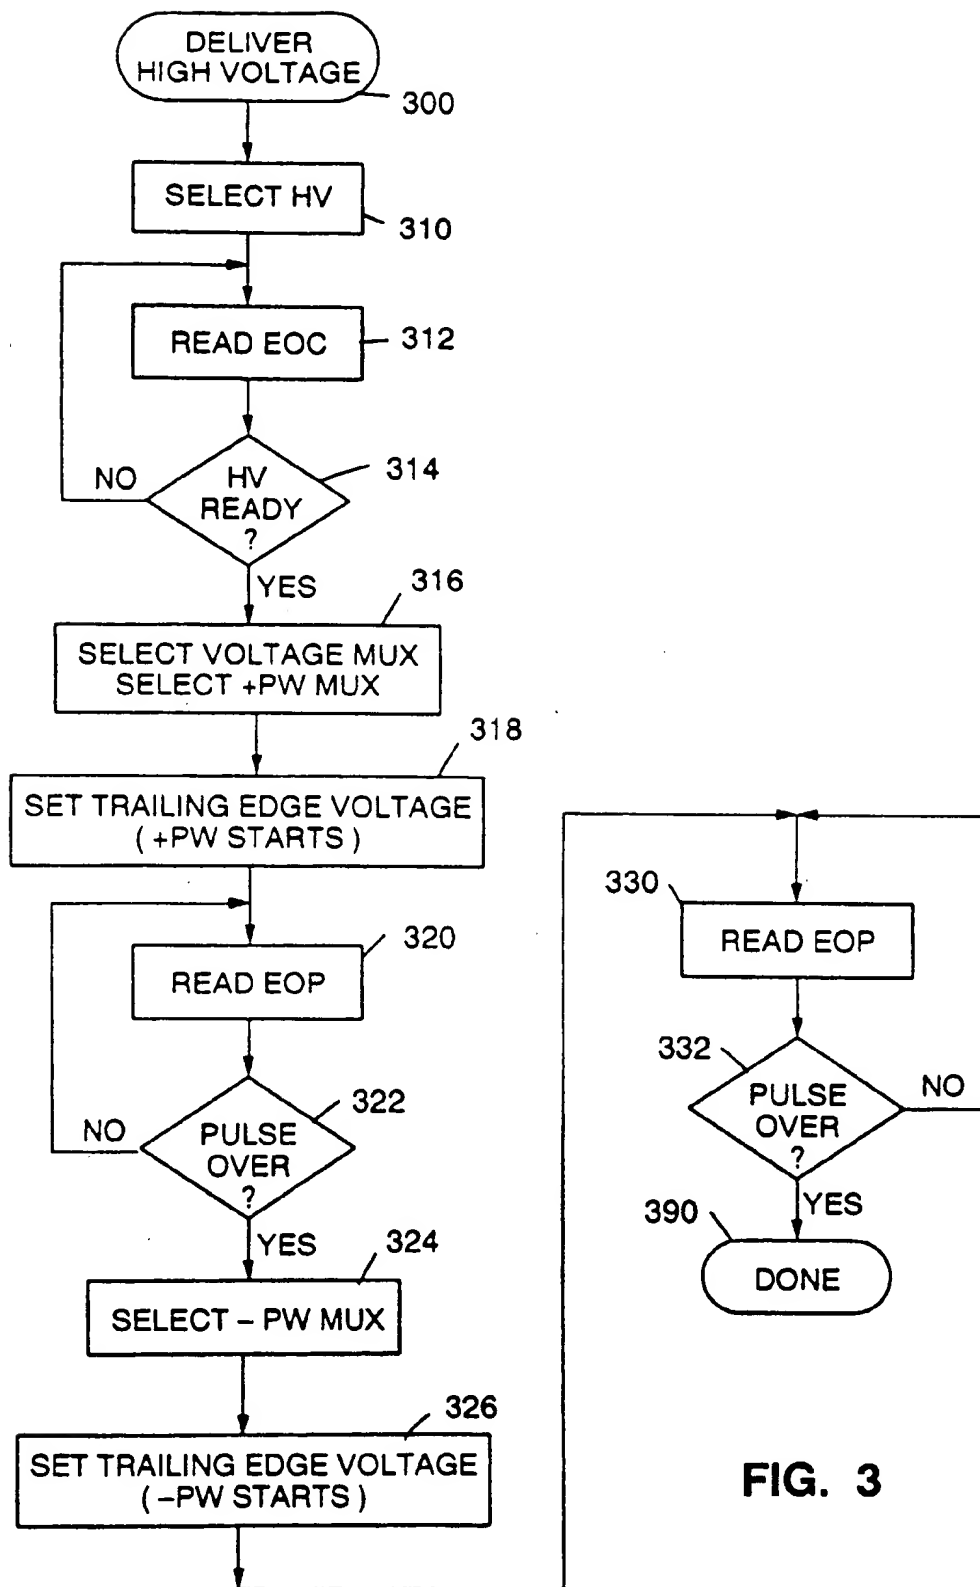 DELIVER
HIGH VOLTAGE
300
SELECT HV
310
READ EOC
312
HV
READY
?
314
NO
YES
316
SELECT VOLTAGE MUX
SELECT +PW MUX
318
SET TRAILING EDGE VOLTAGE
( +PW STARTS )
320
READ EOP
322
PULSE
OVER
?
NO
YES
324
SELECT – PW MUX
326
SET TRAILING EDGE VOLTAGE
( –PW STARTS )
330
READ EOP
332
PULSE
OVER
?
NO
YES
390
DONE
FIG. 3